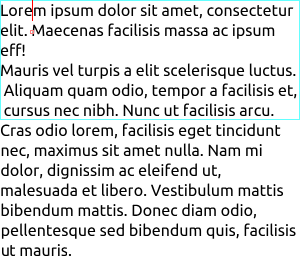 Lorem ipsum dolor sit amet, consectetur
elit. Maecenas facilisis massa ac ipsum
eff!
Mauris vel turpis a elit scelerisque luctus.
Aliquam quam odio, tempor a facilisis et,
cursus nec nibh. Nunc ut facilisis arcu.
Cras odio lorem, facilisis eget tincidunt
nec, maximus sit amet nulla. Nam mi
dolor, dignissim ac eleifend ut,
malesuada et libero. Vestibulum mattis
bibendum mattis. Donec diam odio,
pellentesque sed bibendum quis, facilisis
ut mauris.